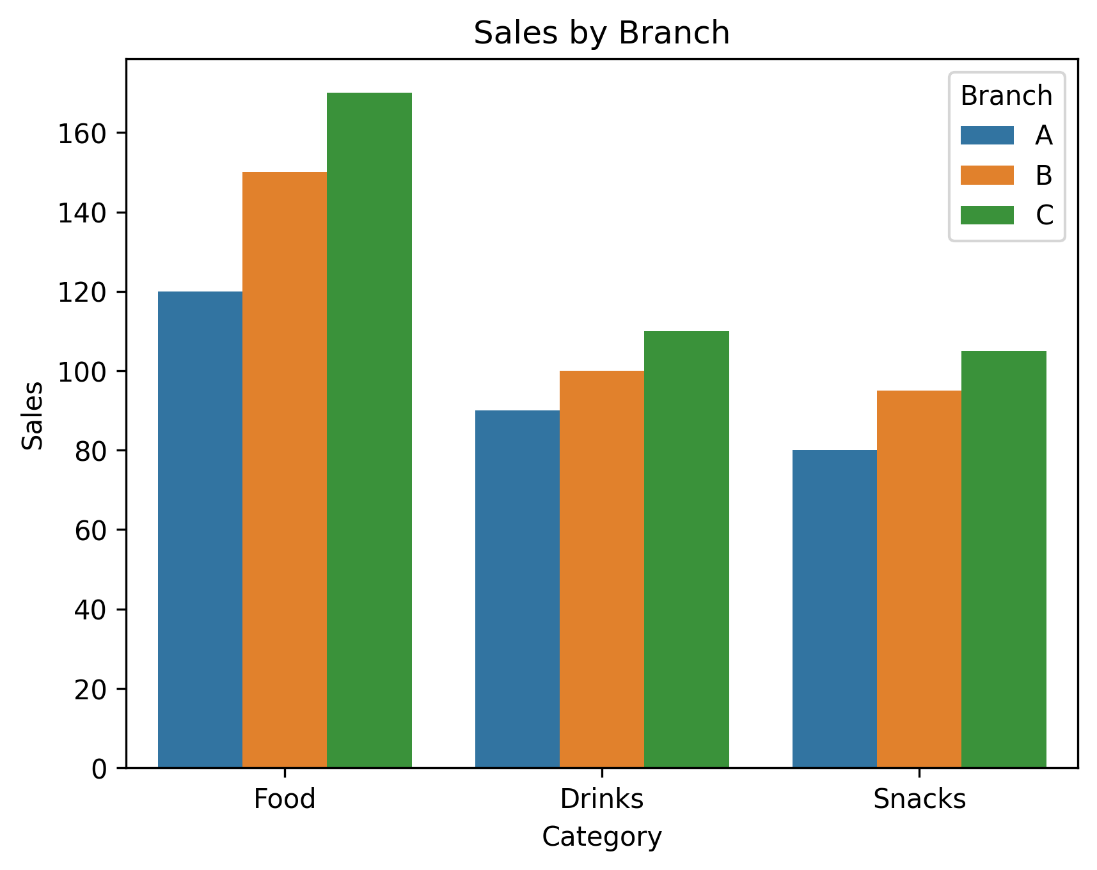 Sales by Branch
Branch
A
B
C
160
140
120
100
80
60
40
20
0
Sales
Food Drinks Snacks
Category